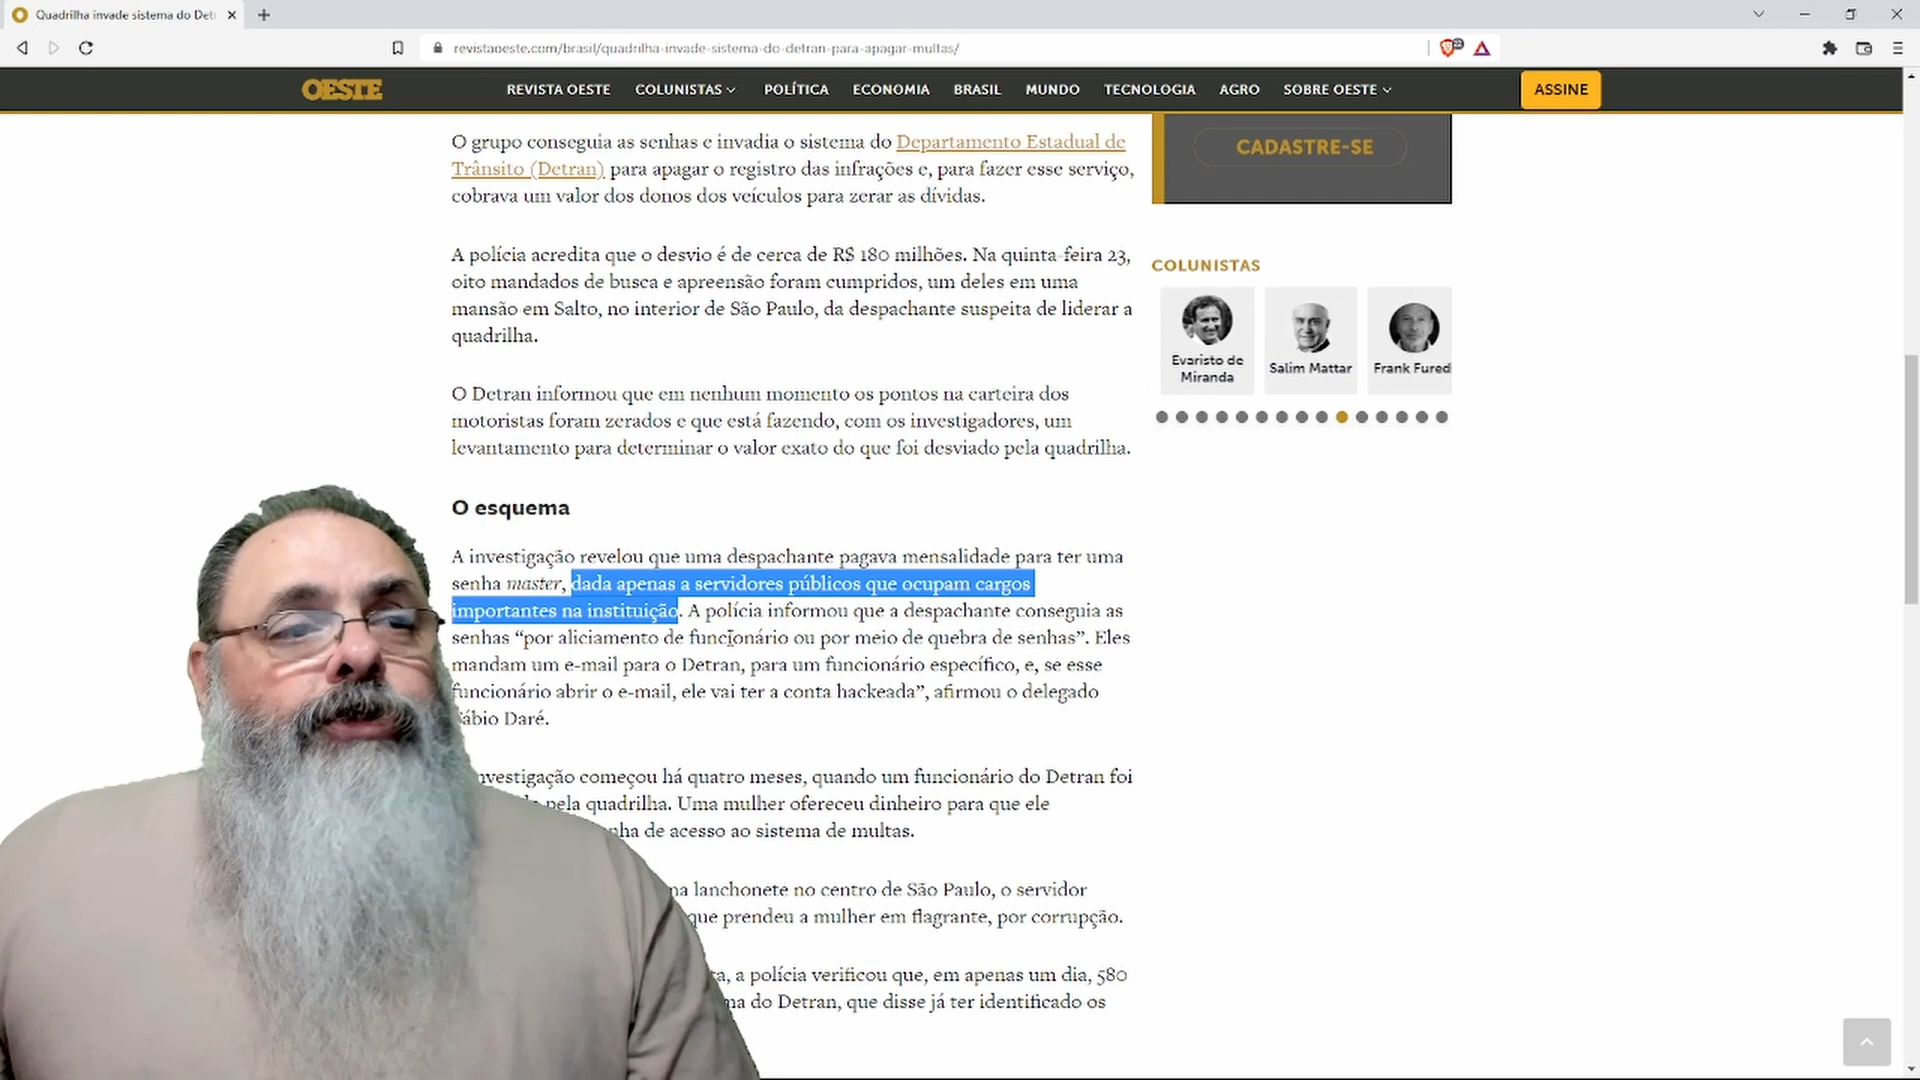 Quadrilha invade sistema do Det
revistaoeste.com/brasil/quadrilha-invade-sistema-do-detran-para-apagar-multas/
OESTE
REVISTA OESTE
COLUNISTAS
POLÍTICA
ECONOMIA
BRASIL
MUNDO
TECNOLOGIA
AGRO
SOBRE OESTE
ASSINE
O grupo conseguia as senhas e invadia o sistema do Departamento Estadual de
Trânsito (Detran) para apagar o registro das infrações e, para fazer esse serviço,
cobrava um valor dos donos dos veículos para zerar as dívidas.
A polícia acredita que o desvio é de cerca de R$ 180 milhões. Na quinta-feira 23,
oito mandados de busca e apreensão foram cumpridos, um deles em uma
mansão em Salto, no interior de São Paulo, da despachante suspeita de liderar a
quadrilha.
O Detran informou que em nenhum momento os pontos na carteira dos
motoristas foram zerados e que está fazendo, com os investigadores, um
levantamento para determinar o valor exato do que foi desviado pela quadrilha.
O esquema
A investigação revelou que uma despachante pagava mensalidade para ter uma
senha master, dada apenas a servidores públicos que ocupam cargos
importantes na instituição. A polícia informou que a despachante conseguia as
senhas “por aliciamento de funcionário ou por meio de quebra de senhas”. Eles
mandam um e-mail para o Detran, para um funcionário específico, e, se esse
funcionário abrir o e-mail, ele vai ter a conta hackeada”, afirmou o delegado
ábio Daré.
nvestigação começou há quatro meses, quando um funcionário do Detran foi
pela quadrilha. Uma mulher ofereceu dinheiro para que ele
nha de acesso ao sistema de multas.
na lanchonete no centro de São Paulo, o servidor
que prendeu a mulher em flagrante, por corrupção.
ta, a polícia verificou que, em apenas um dia, 580
ma do Detran, que disse já ter identificado os
CADASTRE-SE
COLUNISTAS
Evaristo de
Miranda
Salim Mattar
Frank Fured